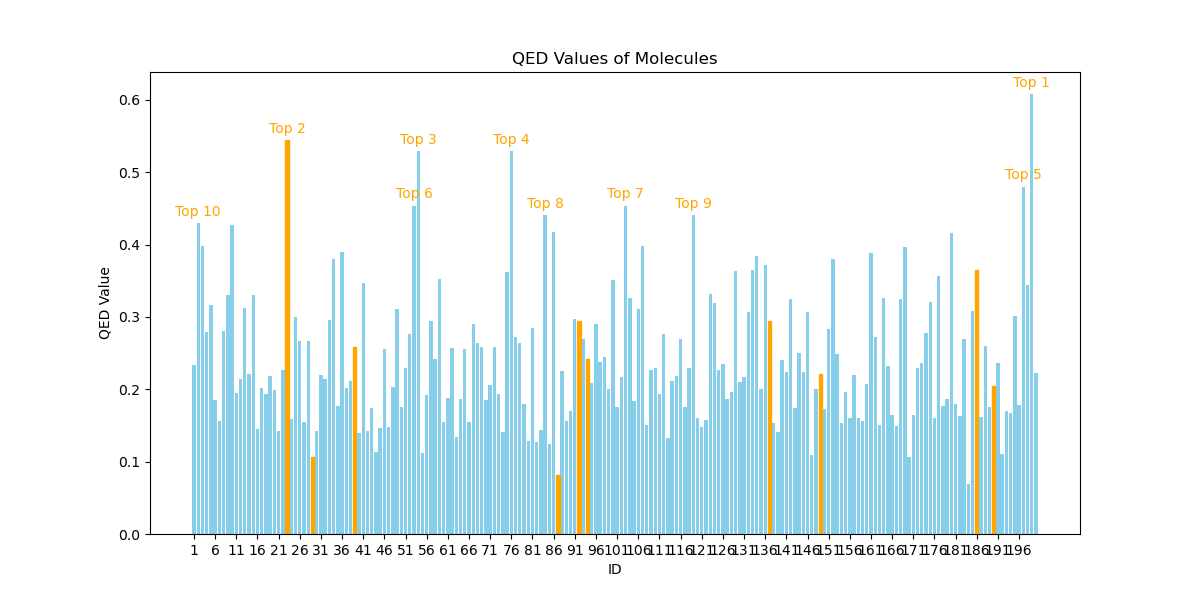 QED Values of Molecules
Top 1
Top 2
Top 3
Top 4
Top 5
Top 6
Top 7
Top 8
Top 9
Top 10
QED Value
0.6
0.5
0.4
0.3
0.2
0.1
0.0
1 6 11 16 21 26 31 36 41 46 51 56 61 66 71 76 81 86 91 96 101 106 111 116 121 126 131 136 141 146 151 156 161 166 171 176 181 186 191 196
ID